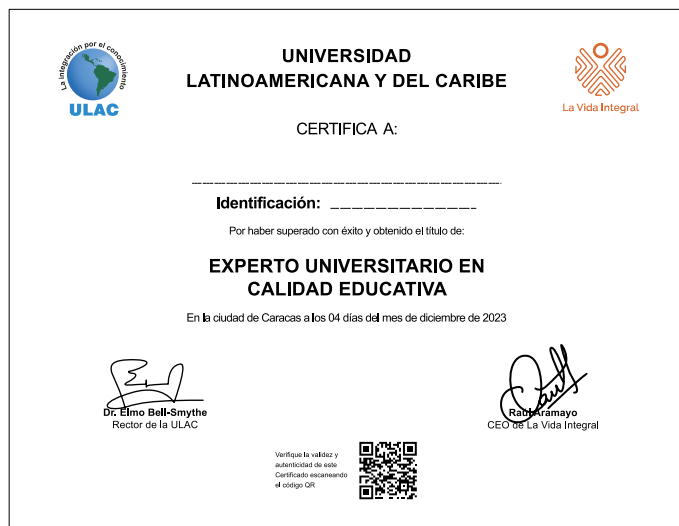 La integración por el conocimiento
ULAC
UNIVERSIDAD
LATINOAMERICANA Y DEL CARIBE
La Vida Integral
CERTIFICA A:
Identificación:
Por haber superado con éxito y obtenido el título de:
EXPERTO UNIVERSITARIO EN
CALIDAD EDUCATIVA
En la ciudad de Caracas a los 04 días del mes de diciembre de 2023
Dr. Elmo Bell-Smythe
Rector de la ULAC
Raúl Aramayo
CEO de La Vida Integral
Verifique la validez y
autenticidad de este
Certificado escaneando
el código QR